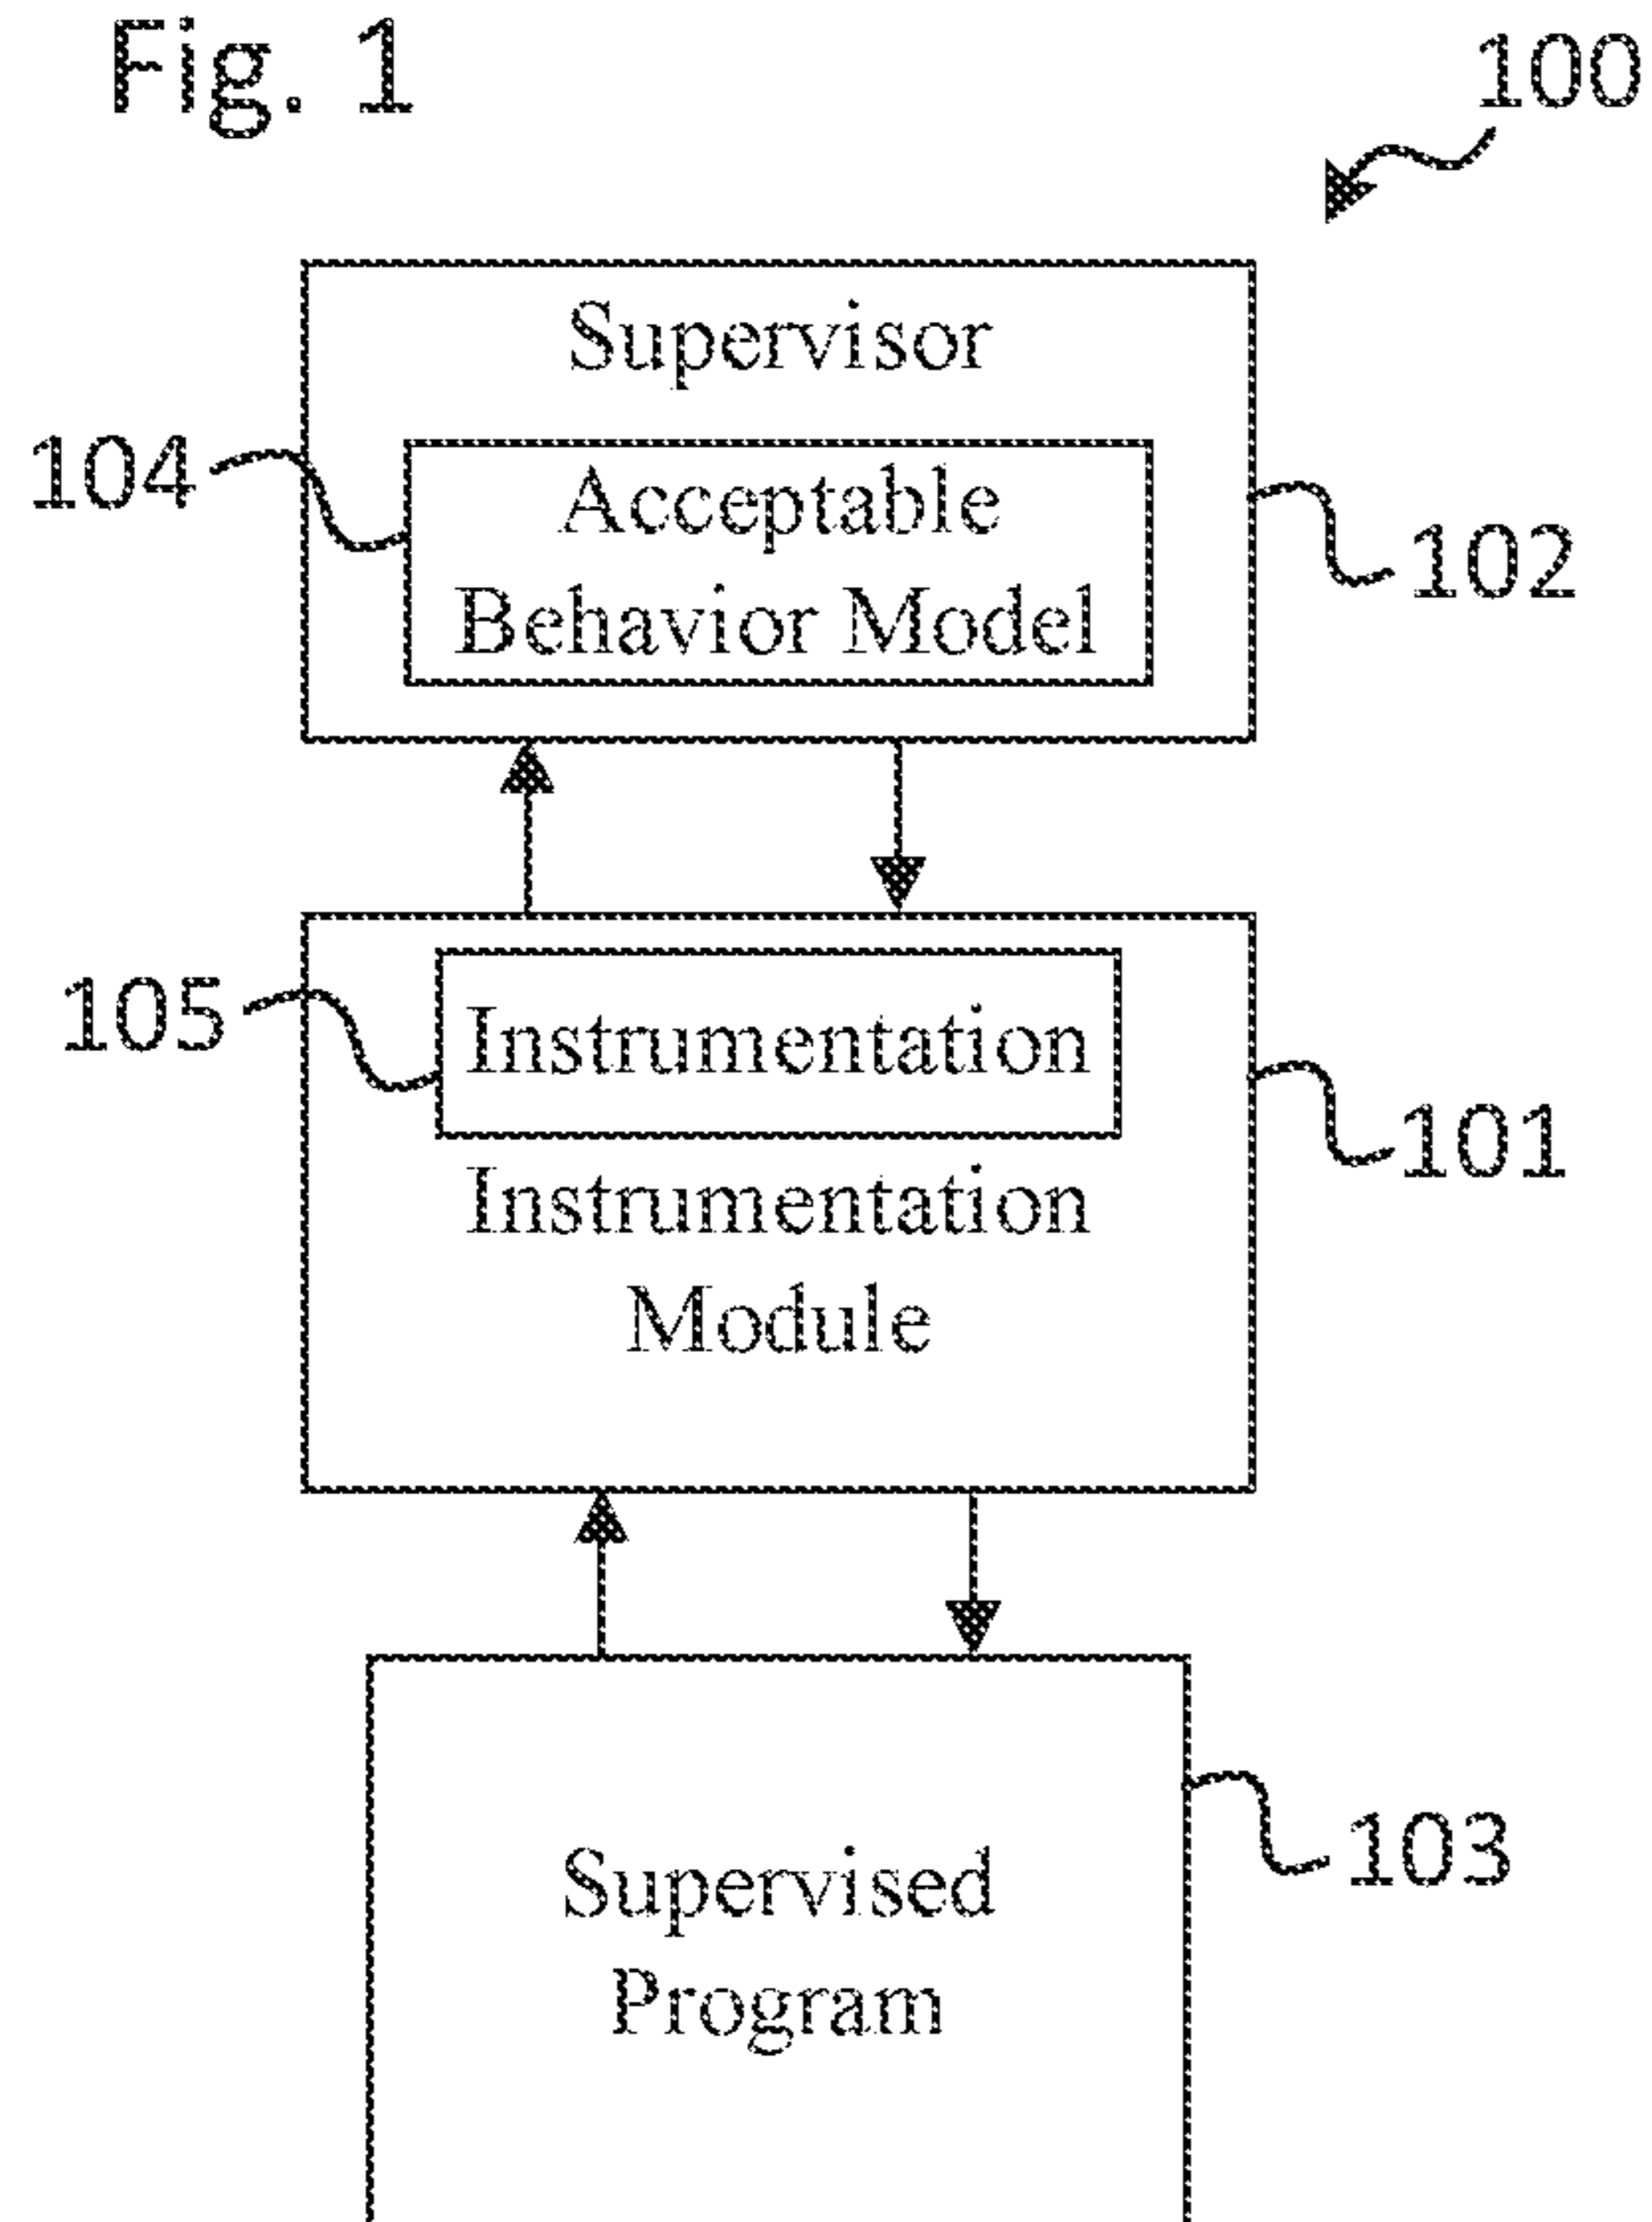 Fig. 1
100
Supervisor
104
Acceptable
Behavior Model
102
105
Instrumentation
101
Instrumentation
Module
Supervised
Program
103